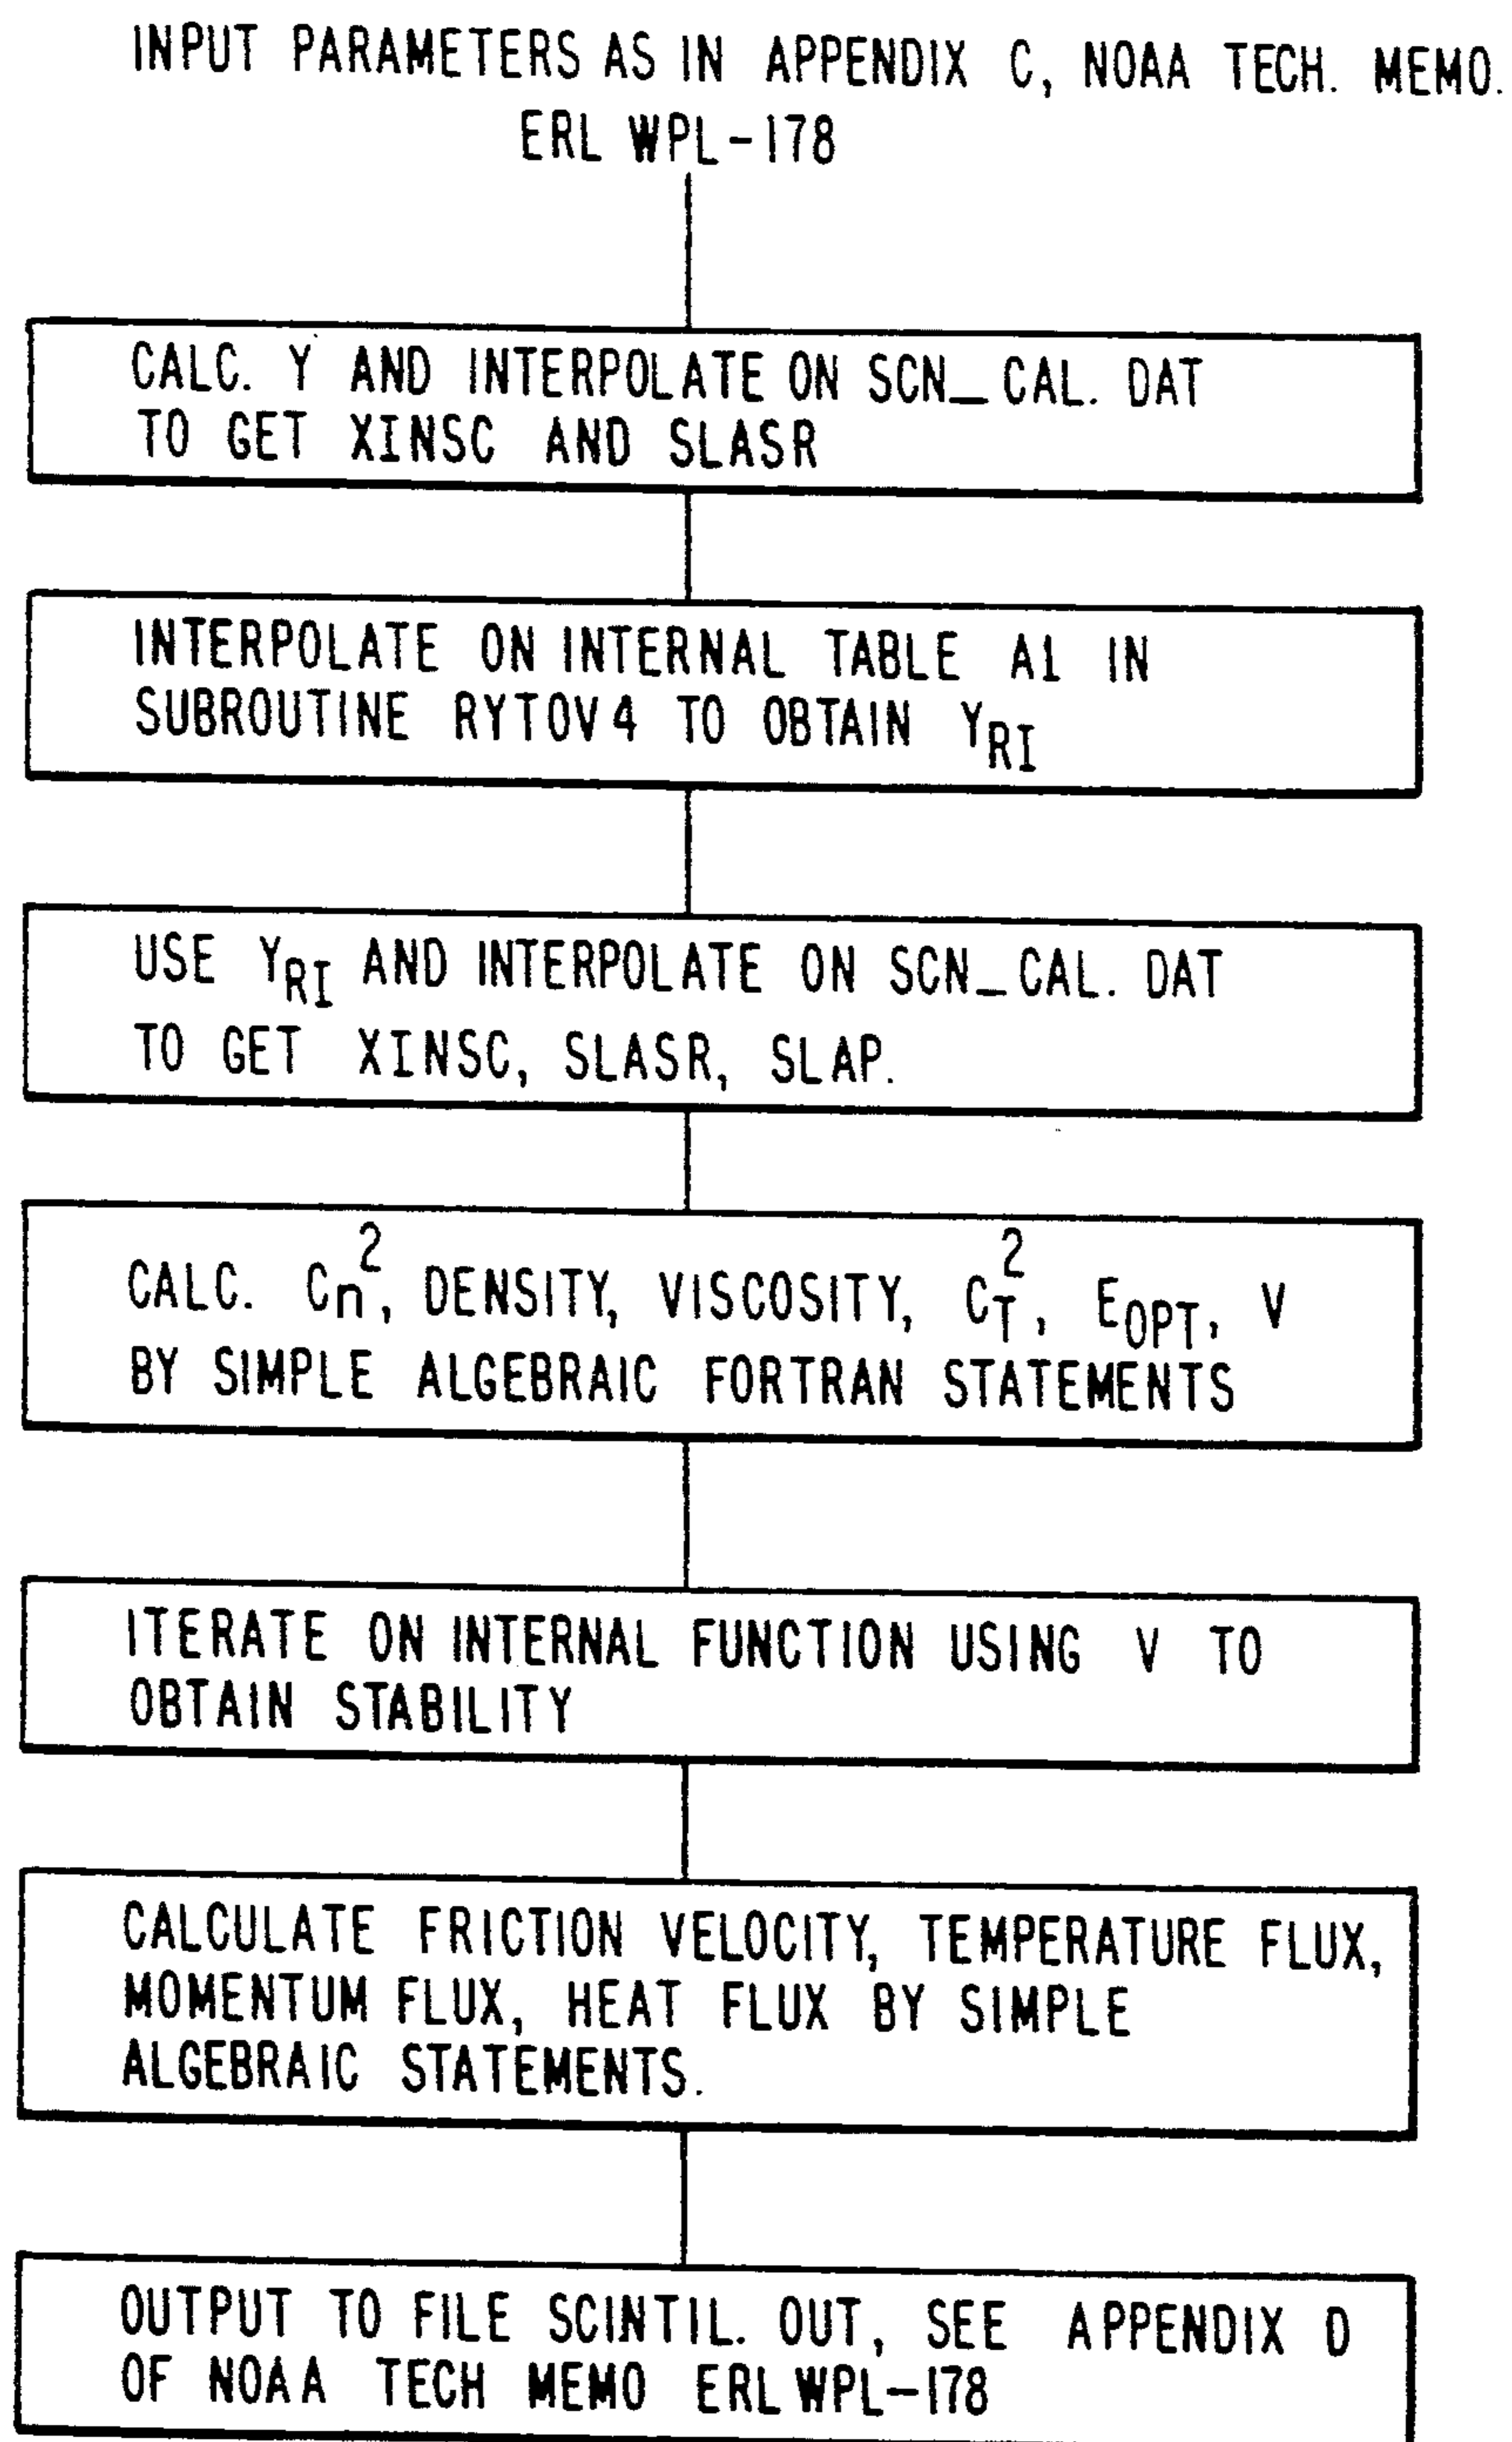 INPUT PARAMETERS AS IN APPENDIX C, NOAA TECH. MEMO.
ERL WPL-178
CALC. Y AND INTERPOLATE ON SCN_CAL. DAT
TO GET XINSC AND SLASR
INTERPOLATE ON INTERNAL TABLE A1 IN
SUBROUTINE RYTOV4 TO OBTAIN Y_RI
USE Y_RI AND INTERPOLATE ON SCN_CAL. DAT
TO GET XINSC, SLASR, SLAP.
CALC. Cn², DENSITY, VISCOSITY, C_T², E_OPT, V
BY SIMPLE ALGEBRAIC FORTRAN STATEMENTS
ITERATE ON INTERNAL FUNCTION USING V TO
OBTAIN STABILITY
CALCULATE FRICTION VELOCITY, TEMPERATURE FLUX,
MOMENTUM FLUX, HEAT FLUX BY SIMPLE
ALGEBRAIC STATEMENTS.
OUTPUT TO FILE SCINTIL. OUT, SEE APPENDIX D
OF NOAA TECH MEMO ERL WPL-178